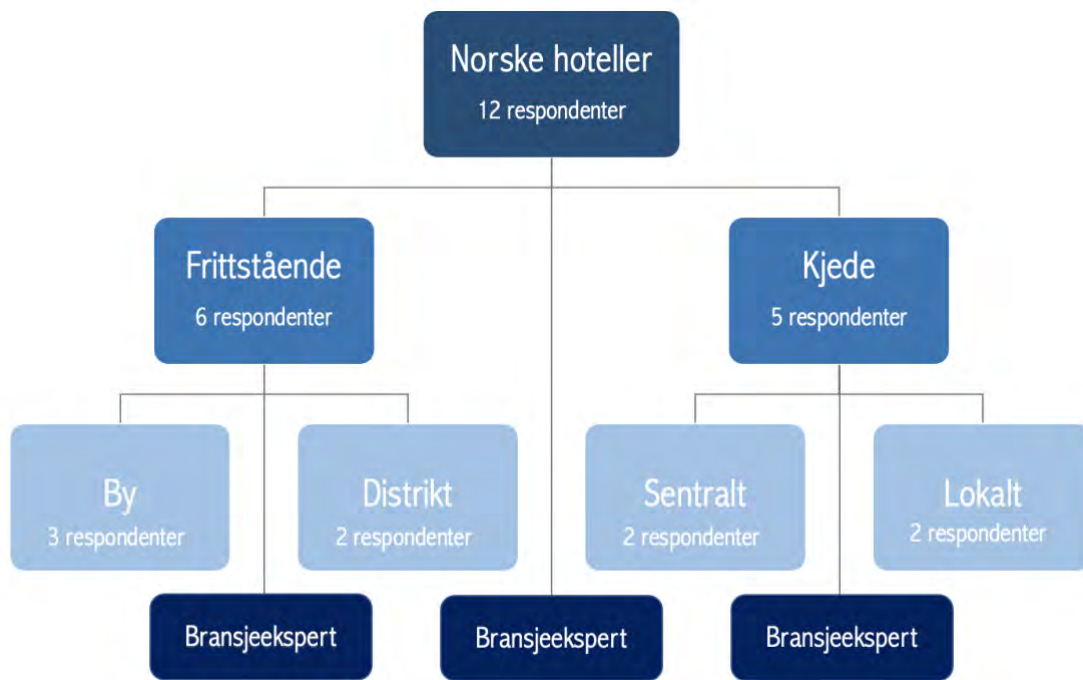 Norske hoteller
12 respondenter
Frittstående
6 respondenter
Kjede
5 respondenter
By
3 respondenter
Distrikt
2 respondenter
Sentralt
2 respondenter
Lokalt
2 respondenter
Bransjeekspert
Bransjeekspert
Bransjeekspert